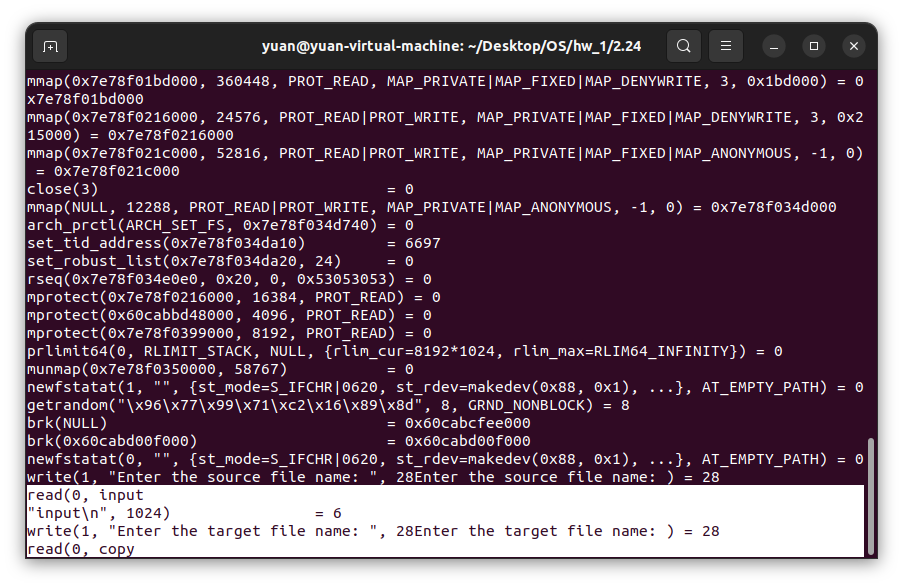 yuan@yuan-virtual-machine: ~/Desktop/OS/hw_1/2.24
mmap(0x7e78f01bd000, 360448, PROT_READ, MAP_PRIVATE|MAP_FIXED|MAP_DENYWRITE, 3, 0x1bd000) = 0
x7e78f01bd000
mmap(0x7e78f0216000, 24576, PROT_READ|PROT_WRITE, MAP_PRIVATE|MAP_FIXED|MAP_DENYWRITE, 3, 0x2
15000) = 0x7e78f0216000
mmap(0x7e78f021c000, 52816, PROT_READ|PROT_WRITE, MAP_PRIVATE|MAP_FIXED|MAP_ANONYMOUS, -1, 0)
 = 0x7e78f021c000
close(3)                                = 0
mmap(NULL, 12288, PROT_READ|PROT_WRITE, MAP_PRIVATE|MAP_ANONYMOUS, -1, 0) = 0x7e78f034d000
arch_prctl(ARCH_SET_FS, 0x7e78f034d740) = 0
set_tid_address(0x7e78f034da10)         = 6697
set_robust_list(0x7e78f034da20, 24)     = 0
rseq(0x7e78f034e0e0, 0x20, 0, 0x53053053) = 0
mprotect(0x7e78f0216000, 16384, PROT_READ) = 0
mprotect(0x60cabbd48000, 4096, PROT_READ) = 0
mprotect(0x7e78f0399000, 8192, PROT_READ) = 0
prlimit64(0, RLIMIT_STACK, NULL, {rlim_cur=8192*1024, rlim_max=RLIM64_INFINITY}) = 0
munmap(0x7e78f0350000, 58767)           = 0
newfstatat(1, "", {st_mode=S_IFCHR|0620, st_rdev=makedev(0x88, 0x1), ...}, AT_EMPTY_PATH) = 0
getrandom("\x96\x77\x99\x71\xc2\x16\x89\x8d", 8, GRND_NONBLOCK) = 8
brk(NULL)                               = 0x60cabcfee000
brk(0x60cabd00f000)                     = 0x60cabd00f000
newfstatat(0, "", {st_mode=S_IFCHR|0620, st_rdev=makedev(0x88, 0x1), ...}, AT_EMPTY_PATH) = 0
write(1, "Enter the source file name: ", 28Enter the source file name: ) = 28
read(0, input
"input\n", 1024)                = 6
write(1, "Enter the target file name: ", 28Enter the target file name: ) = 28
read(0, copy